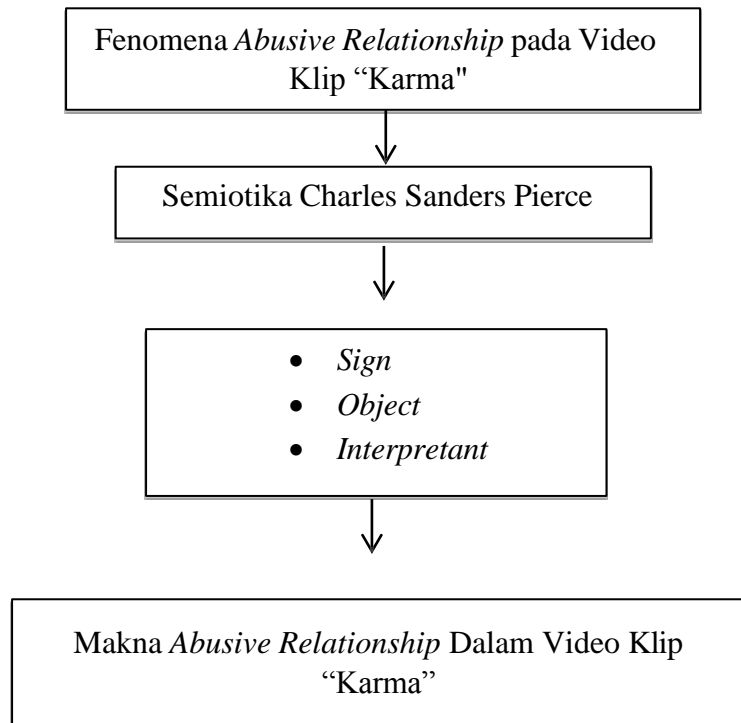 Fenomena Abusive Relationship pada Video
Klip “Karma"
Semiotika Charles Sanders Pierce
• Sign
• Object
• Interpretant
Makna Abusive Relationship Dalam Video Klip
“Karma”